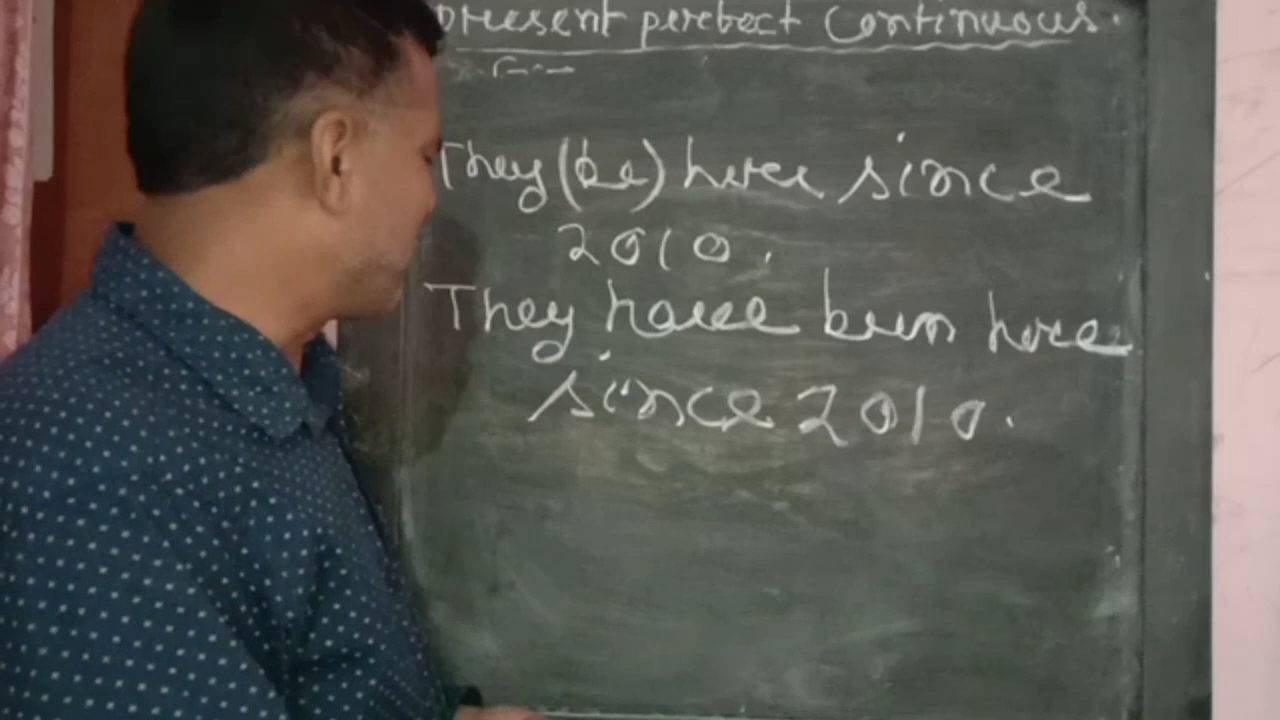 present perfect Continuous.
They (be) here since
2010.
They have been here
since 2010.